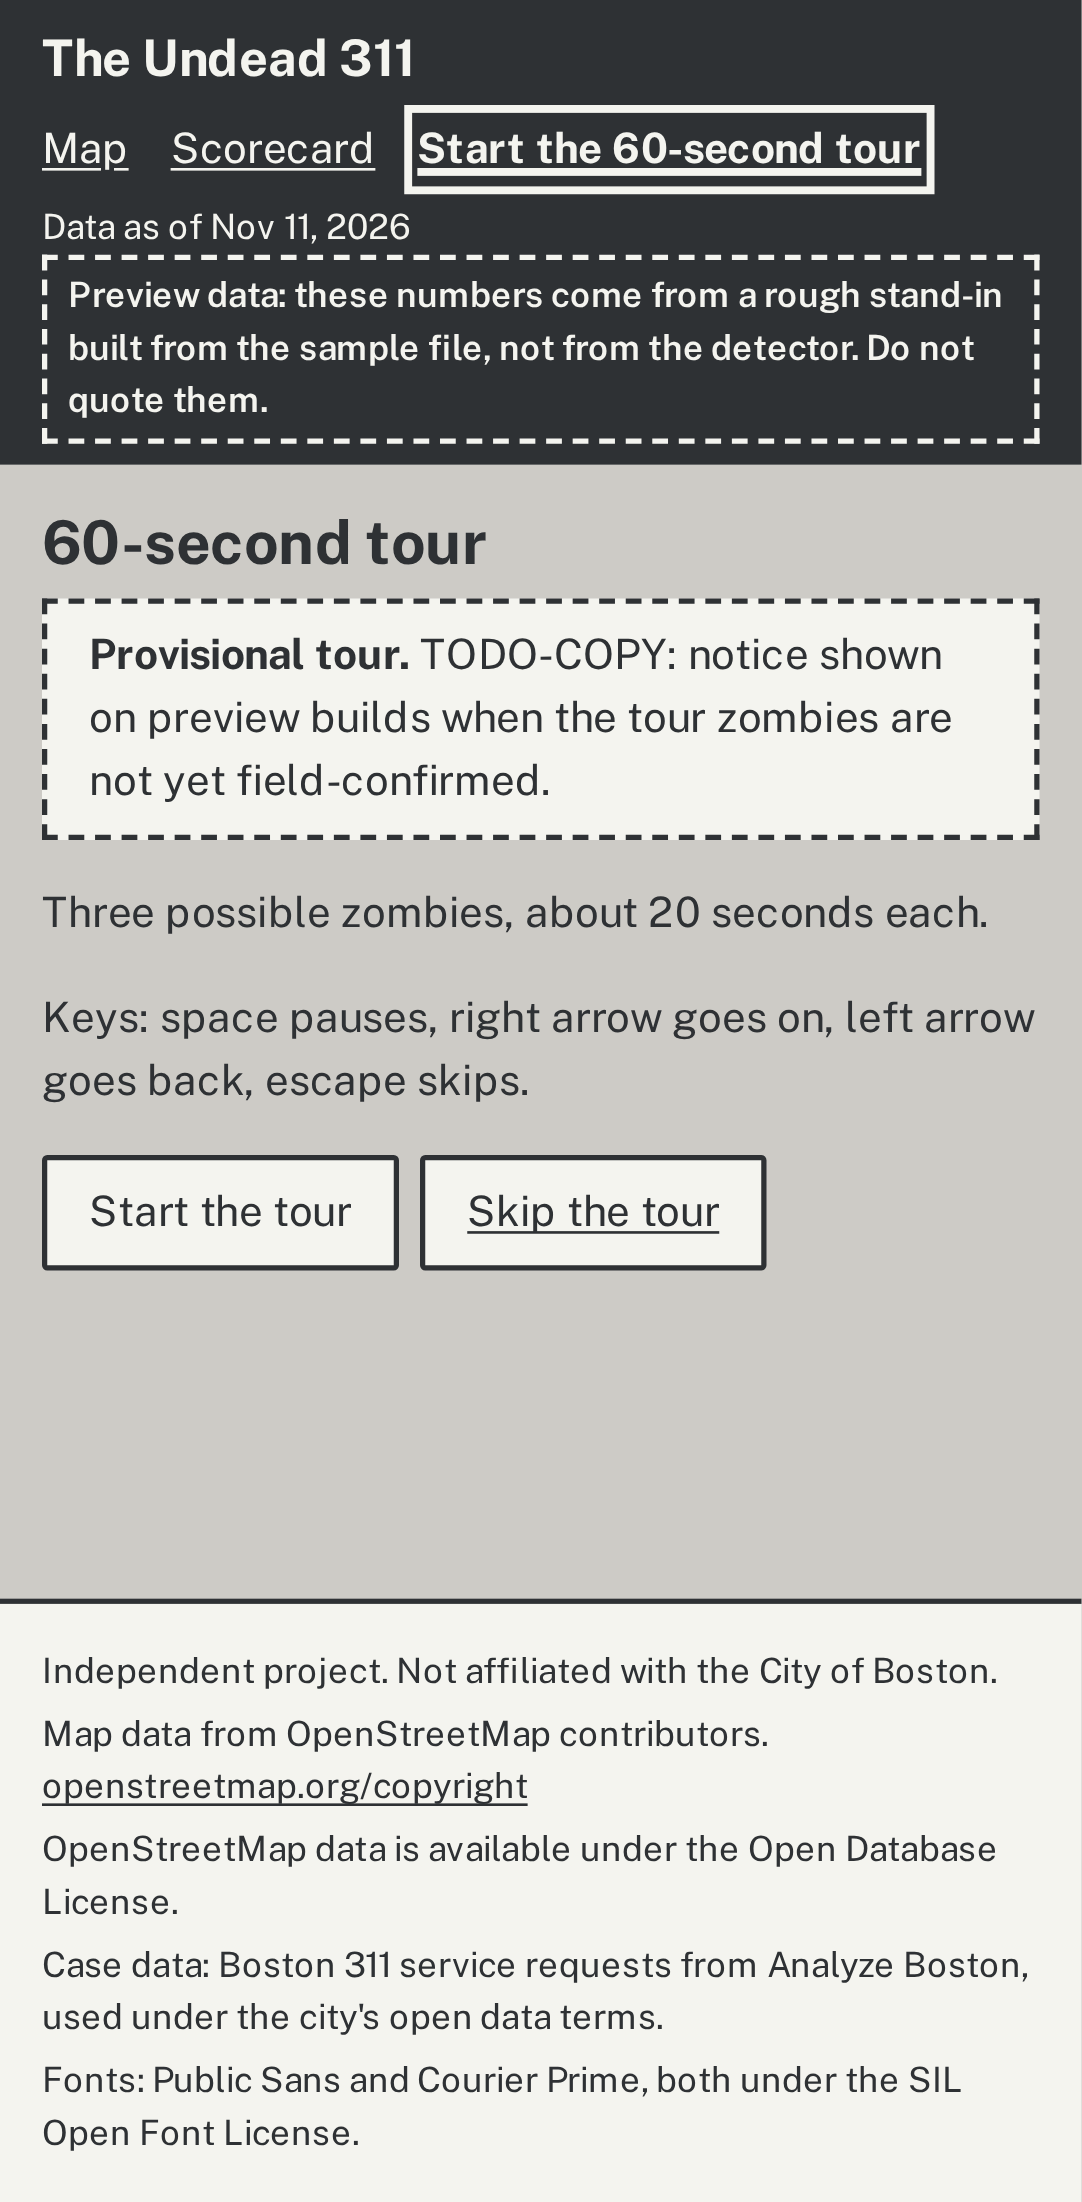 The Undead 311
Map Scorecard Start the 60-second tour
Data as of Nov 11, 2026
Preview data: these numbers come from a rough stand-in
built from the sample file, not from the detector. Do not
quote them.
60-second tour
Provisional tour. TODO-COPY: notice shown
on preview builds when the tour zombies are
not yet field-confirmed.
Three possible zombies, about 20 seconds each.
Keys: space pauses, right arrow goes on, left arrow
goes back, escape skips.
Start the tour Skip the tour
Independent project. Not affiliated with the City of Boston.
Map data from OpenStreetMap contributors.
openstreetmap.org/copyright
OpenStreetMap data is available under the Open Database
License.
Case data: Boston 311 service requests from Analyze Boston,
used under the city's open data terms.
Fonts: Public Sans and Courier Prime, both under the SIL
Open Font License.